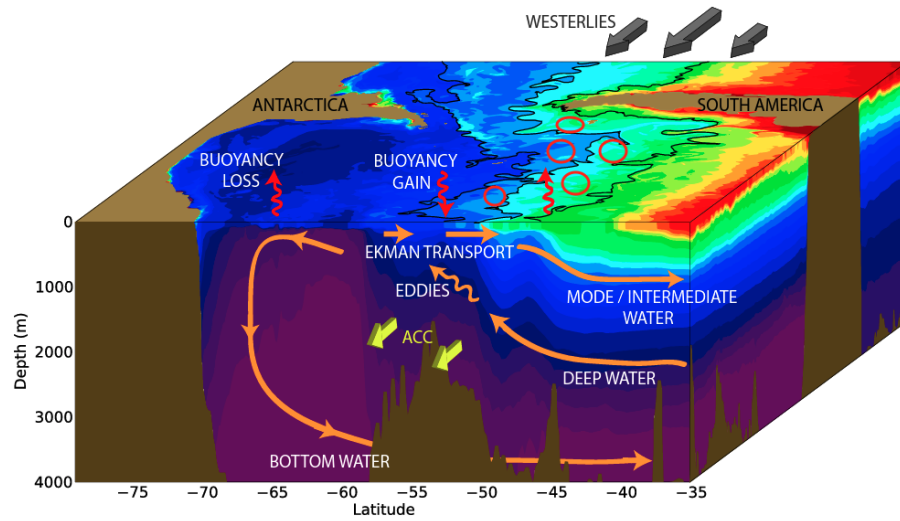 WESTERLIES
ANTARCTICA
SOUTH AMERICA
BUOYANCY
LOSS
BUOYANCY
GAIN
EKMAN TRANSPORT
EDDIES
MODE / INTERMEDIATE
WATER
ACC
DEEP WATER
BOTTOM WATER
Depth (m)
0
1000
2000
3000
4000
−75 −70 −65 −60 −55 −50 −45 −40 −35
Latitude